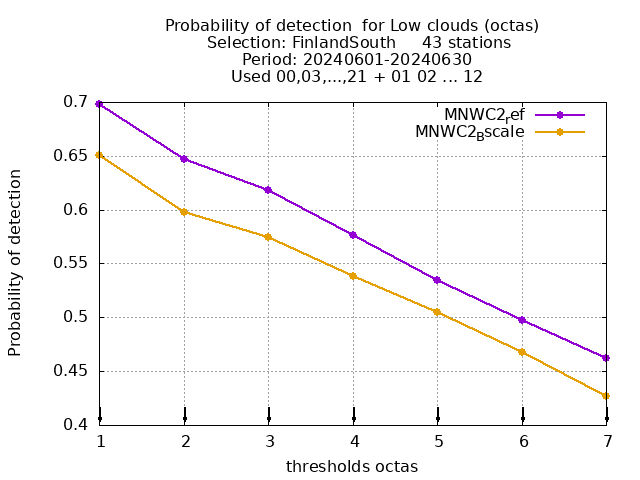 Probability of detection  for Low clouds (octas)
Selection: FinlandSouth     43 stations
Period: 20240601-20240630
Used 00,03,...,21 + 01 02 ... 12
MNWC2ref
MNWC2Bscale
Probability of detection
0.7
0.65
0.6
0.55
0.5
0.45
0.4
1 2 3 4 5 6 7
thresholds octas